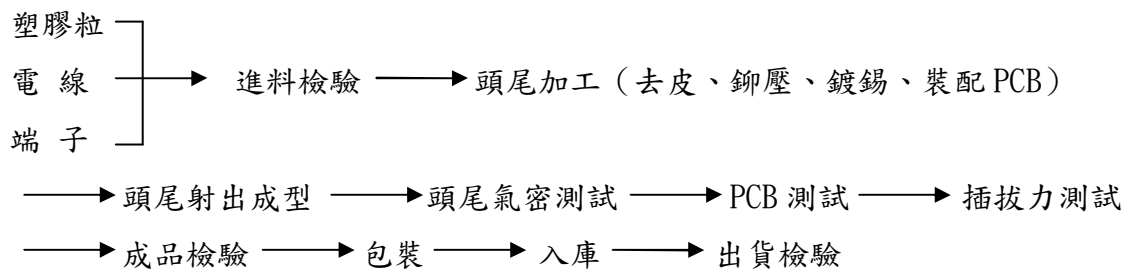 塑膠粒
電 線 進料檢驗 頭尾加工（去皮、鉚壓、鍍錫、裝配 PCB）
端 子
頭尾射出成型 頭尾氣密測試 PCB 測試 插拔力測試
成品檢驗 包裝 入庫 出貨檢驗